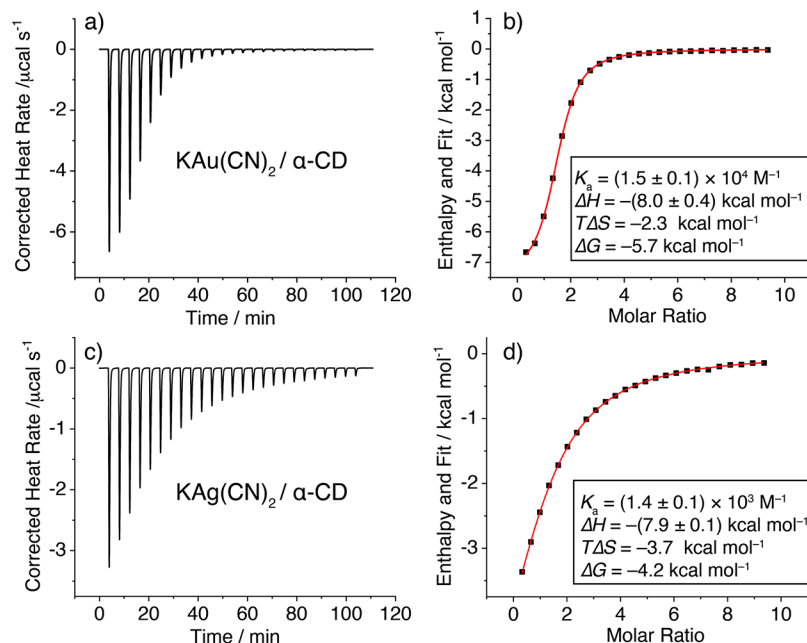 a)
Corrected Heat Rate /μcal s⁻¹
0
-2
-4
-6
KAu(CN)₂ / α-CD
0 20 40 60 80 100 120
Time / min
b)
Enthalpy and Fit / kcal mol⁻¹
0
-1
-2
-3
-4
-5
-6
-7
Kₐ = (1.5 ± 0.1) × 10⁴ M⁻¹
ΔH = –(8.0 ± 0.4) kcal mol⁻¹
TΔS = –2.3 kcal mol⁻¹
ΔG = –5.7 kcal mol⁻¹
0 2 4 6 8 10
Molar Ratio
c)
Corrected Heat Rate /μcal s⁻¹
0
-1
-2
-3
KAg(CN)₂ / α-CD
0 20 40 60 80 100 120
Time / min
d)
Enthalpy and Fit / kcal mol⁻¹
0
-1
-2
-3
Kₐ = (1.4 ± 0.1) × 10³ M⁻¹
ΔH = –(7.9 ± 0.1) kcal mol⁻¹
TΔS = –3.7 kcal mol⁻¹
ΔG = –4.2 kcal mol⁻¹
0 2 4 6 8 10
Molar Ratio